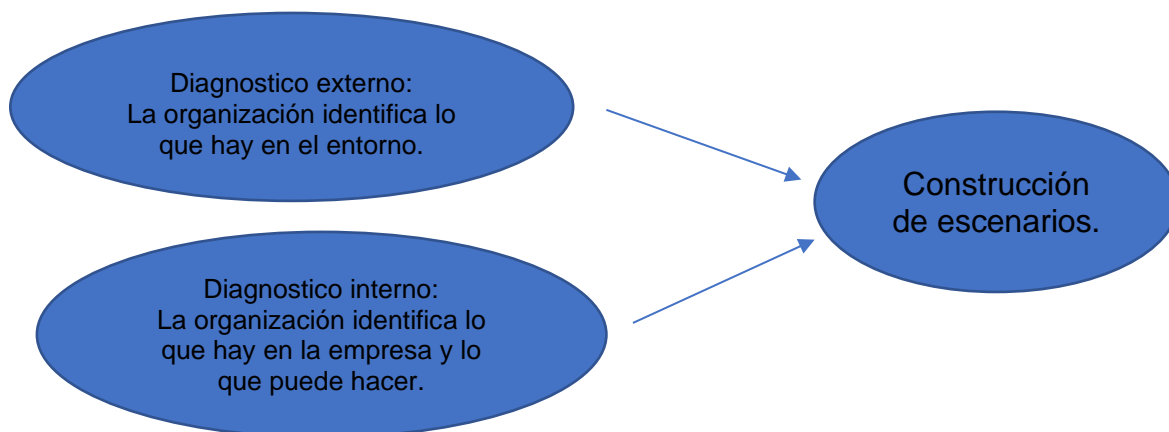 Diagnostico externo:
La organización identifica lo
que hay en el entorno.
Construcción
de escenarios.
Diagnostico interno:
La organización identifica lo
que hay en la empresa y lo
que puede hacer.